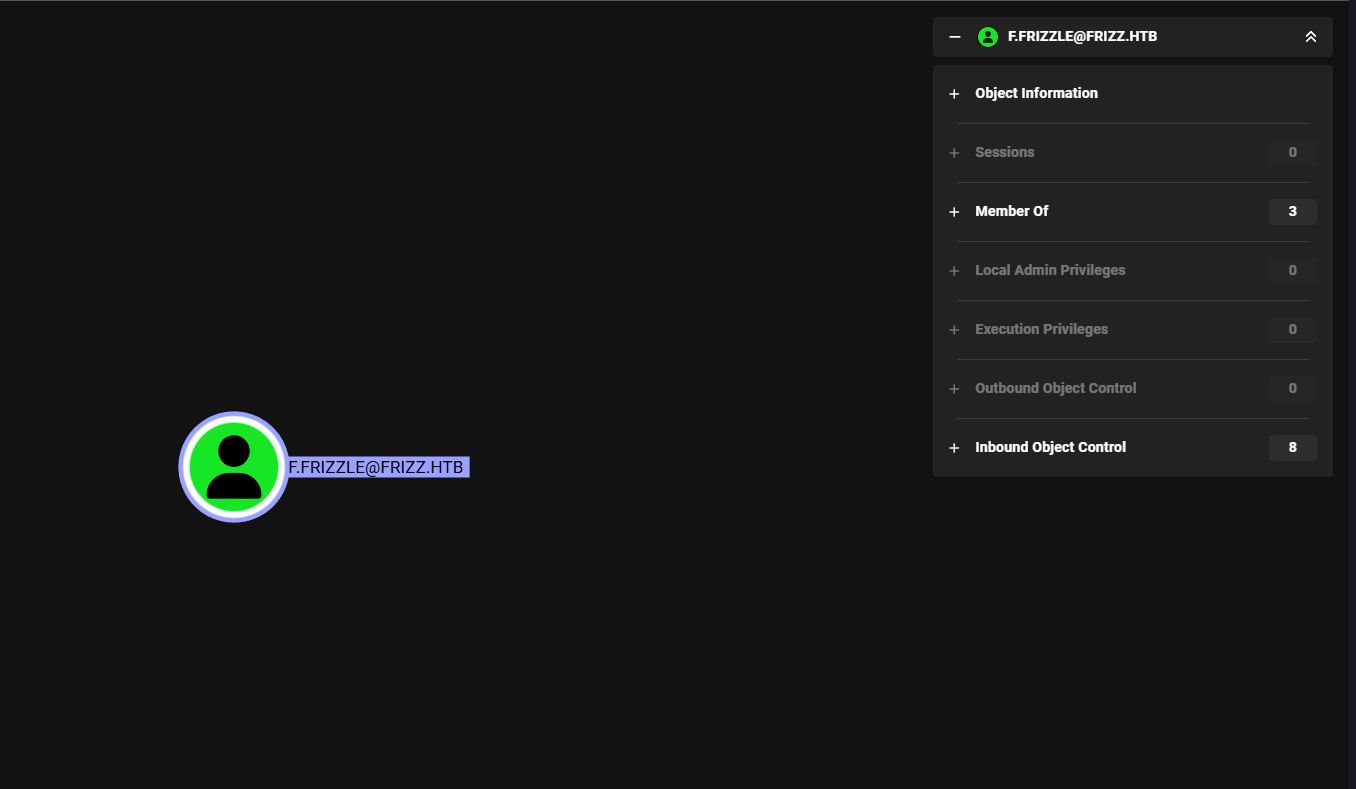 F.FRIZZLE@FRIZZ.HTB
Object Information
Sessions 0
Member Of 3
Local Admin Privileges 0
Execution Privileges 0
Outbound Object Control 0
Inbound Object Control 8
F.FRIZZLE@FRIZZ.HTB